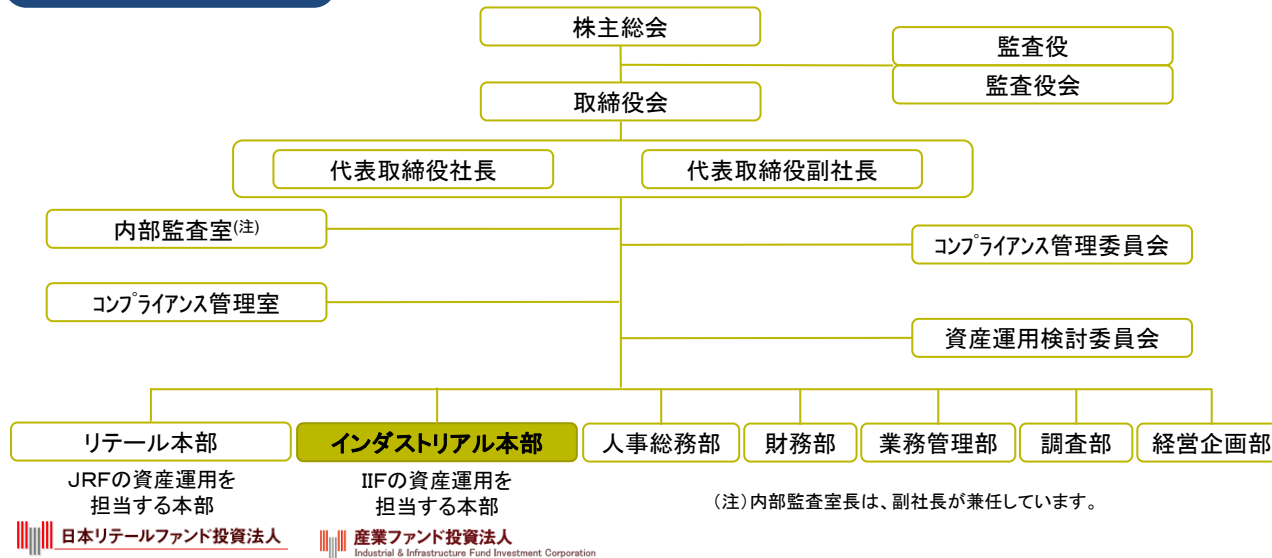 株主総会
監査役
監査役会
取締役会
代表取締役社長
代表取締役副社長
内部監査室(注)
コンプライアンス管理委員会
コンプライアンス管理室
資産運用検討委員会
リテール本部
インダストリアル本部
人事総務部
財務部
業務管理部
調査部
経営企画部
JRFの資産運用を
担当する本部
IIFの資産運用を
担当する本部
(注)内部監査室長は、副社長が兼任しています。
日本リテールファンド投資法人
産業ファンド投資法人
Industrial & Infrastructure Fund Investment Corporation